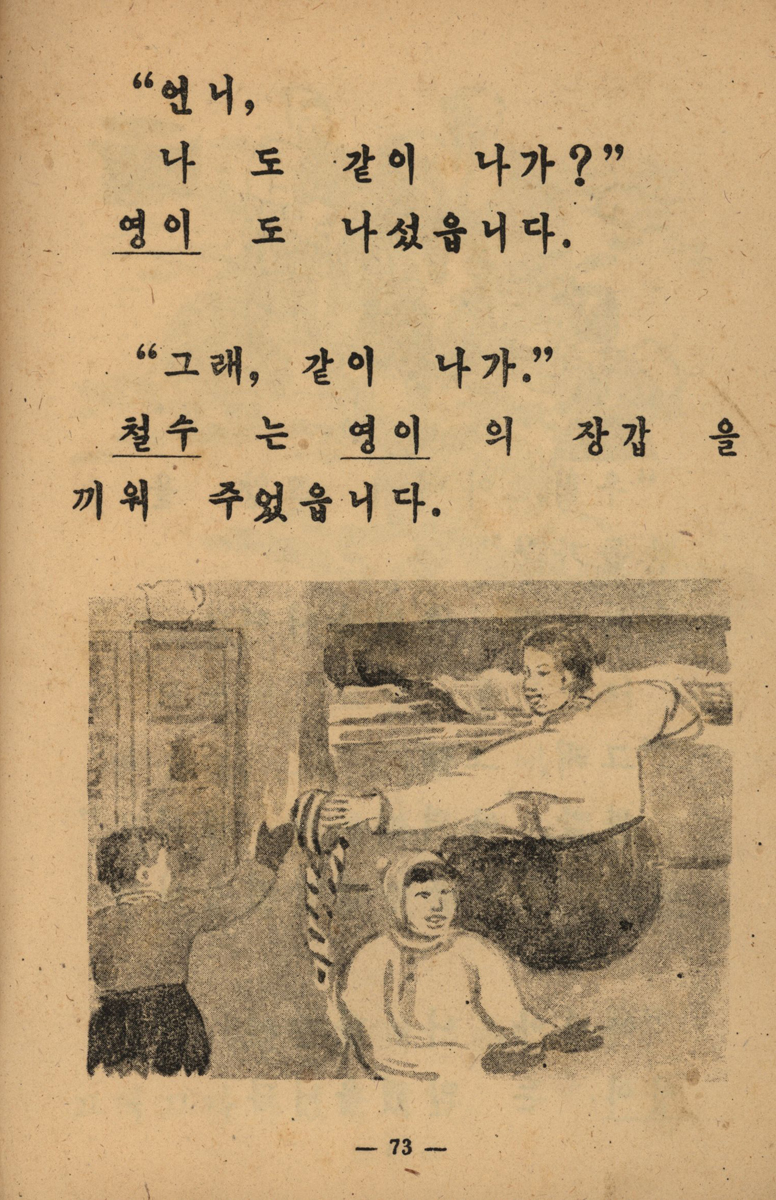 “언니,
나 도 같이 나가?”
영이 도 나섰읍니다.
“그래, 같이 나가.”
철수 는 영이 의 장갑 을
끼워 주었읍니다.
— 73 —